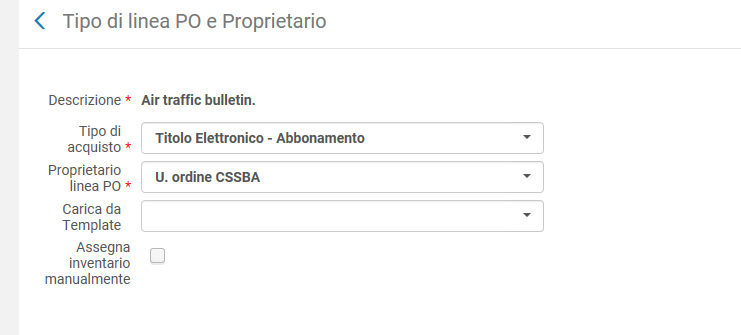 Tipo di linea PO e Proprietario
Descrizione * Air traffic bulletin.
Tipo di
acquisto * Titolo Elettronico - Abbonamento
Proprietario
linea PO * U. ordine CSSBA
Carica da
Template
Assegna
inventario
manualmente